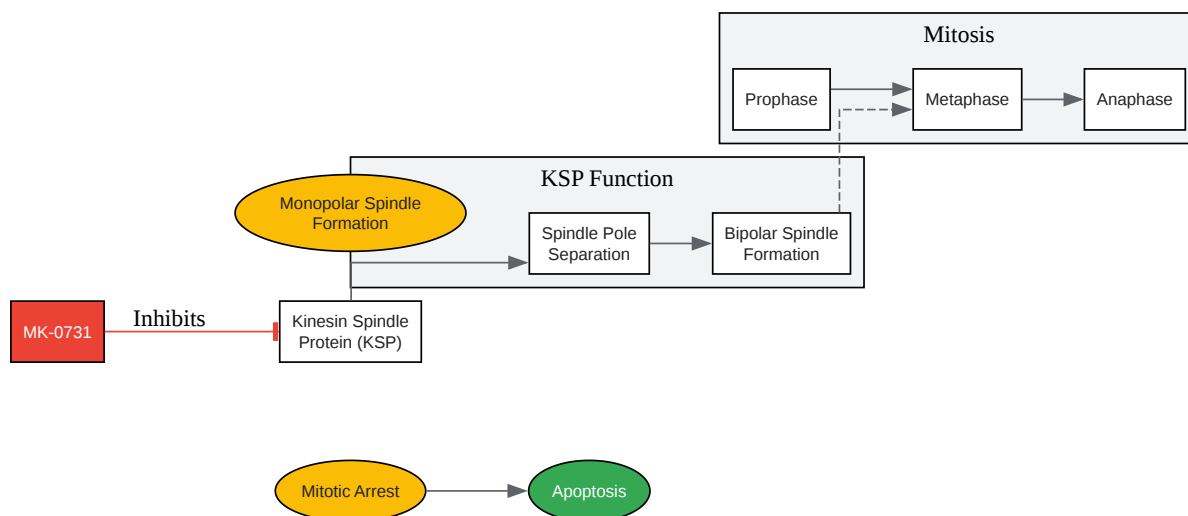 Mitosis
Prophase
Metaphase
Anaphase
KSP Function
Monopolar Spindle
Formation
Spindle Pole
Separation
Bipolar Spindle
Formation
MK-0731
Inhibits
Kinesin Spindle
Protein (KSP)
Mitotic Arrest
Apoptosis